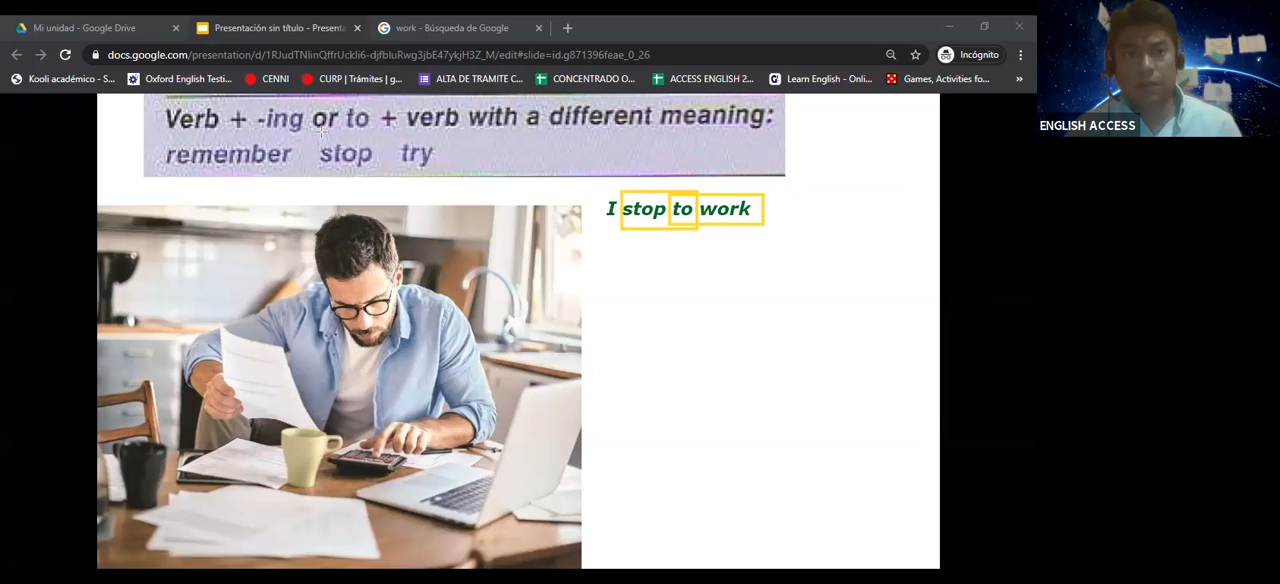 Mi unidad - Google Drive
Presentación sin título - Presenta
work - Búsqueda de Google
docs.google.com/presentation/d/1RJudTNlinQffrUckli6-djfbIuRwg3jbE47ykjH3Z_M/edit#slide=id.g871396feae_0_26
Incógnito
Kooli académico - S...
Oxford English Testi...
CENNI
CURP | Trámites | g...
ALTA DE TRAMITE C...
CONCENTRADO O...
ACCESS ENGLISH 2...
Learn English - Onli...
Games, Activities fo...
»
ENGLISH ACCESS
Verb + -ing or to + verb with a different meaning:
remember stop try
I stop to work